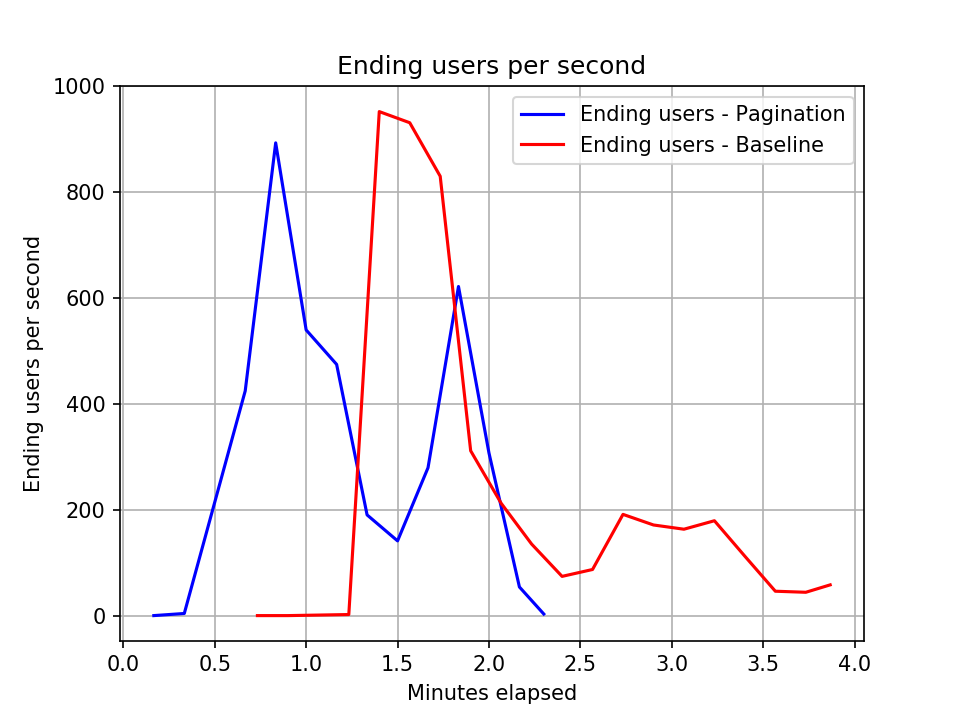 Ending users per second
Ending users - Pagination
Ending users - Baseline
Ending users per second
1000
800
600
400
200
0
0.0 0.5 1.0 1.5 2.0 2.5 3.0 3.5 4.0
Minutes elapsed